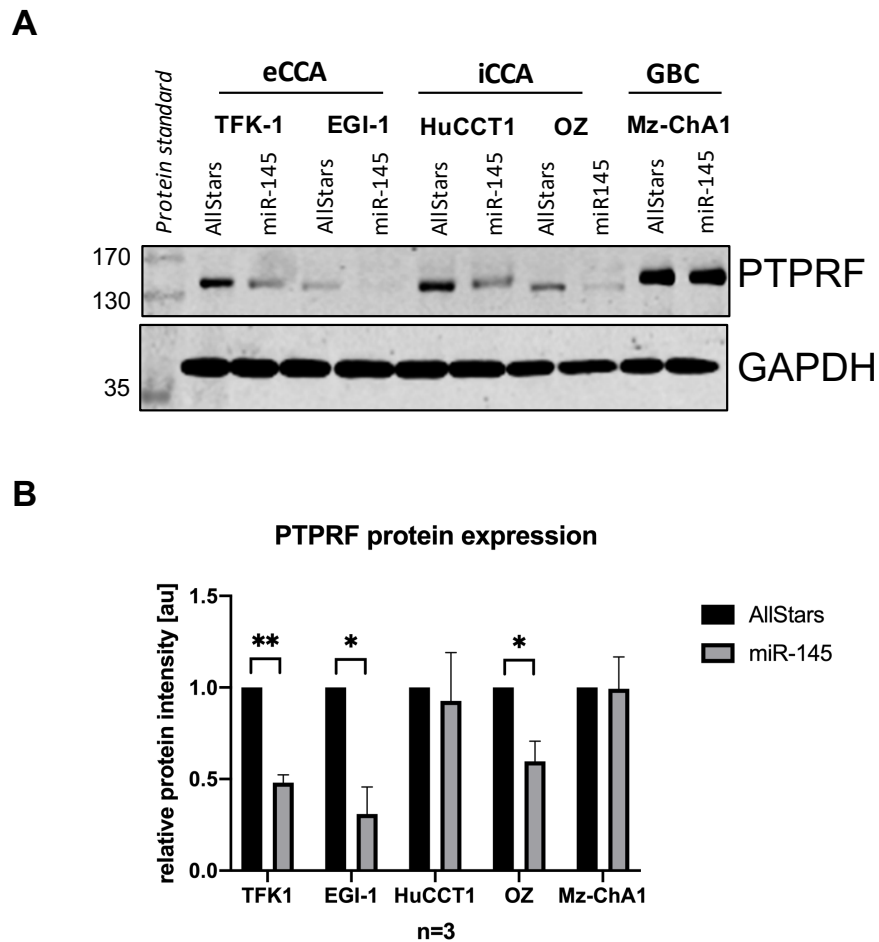 A
eCCA iCCA GBC
TFK-1 EGI-1 HuCCT1 OZ Mz-ChA1
Protein standard AllStars miR-145 AllStars miR-145 AllStars miR-145 AllStars miR145 AllStars miR-145
170
PTPRF
130
GAPDH
35
B
PTPRF protein expression
relative protein intensity [au]
1.5
1.0
0.5
0.0
** * *
AllStars
miR-145
TFK1 EGI-1 HuCCT1 OZ Mz-ChA1
n=3